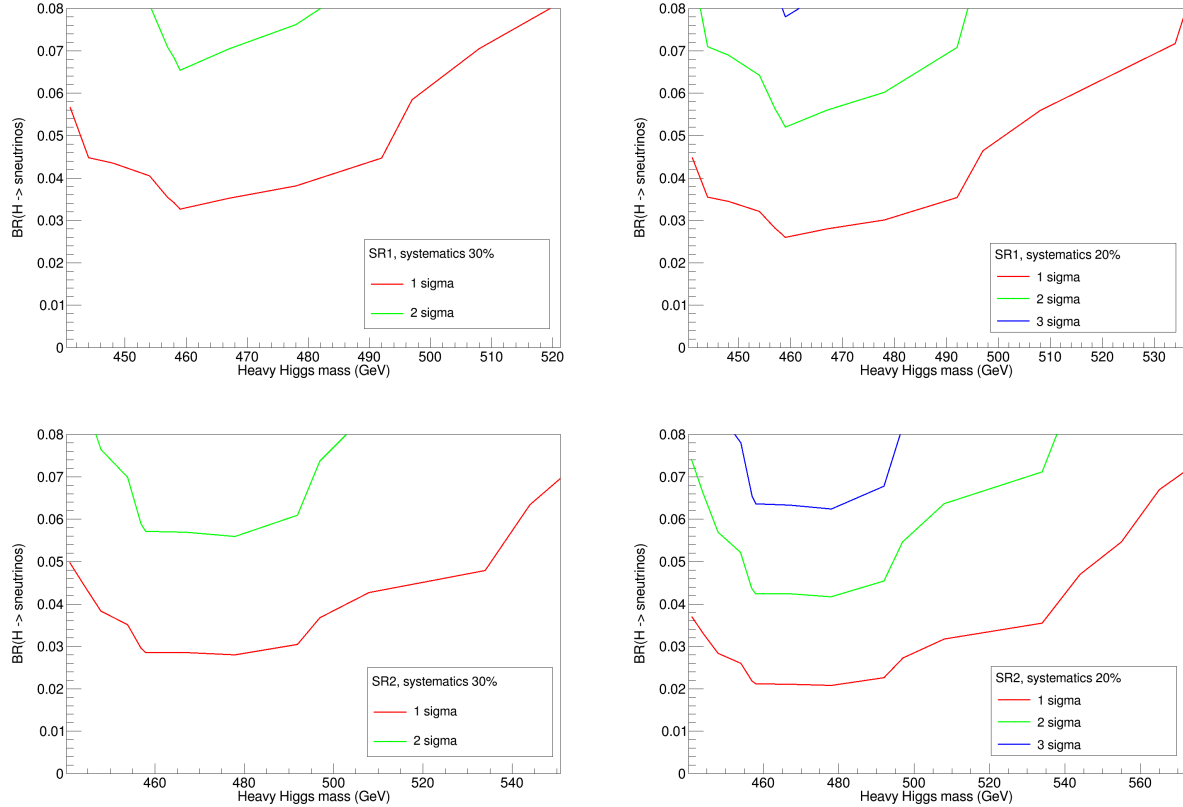 0.08
0.07
0.06
0.05
0.04
0.03
0.02
0.01
0
BR(H -> sneutrinos)
SR1, systematics 30%
1 sigma
2 sigma
450 460 470 480 490 500 510 520
Heavy Higgs mass (GeV)
0.08
0.07
0.06
0.05
0.04
0.03
0.02
0.01
0
BR(H -> sneutrinos)
SR1, systematics 20%
1 sigma
2 sigma
3 sigma
450 460 470 480 490 500 510 520 530
Heavy Higgs mass (GeV)
0.08
0.07
0.06
0.05
0.04
0.03
0.02
0.01
0
BR(H -> sneutrinos)
SR2, systematics 30%
1 sigma
2 sigma
460 480 500 520 540
Heavy Higgs mass (GeV)
0.08
0.07
0.06
0.05
0.04
0.03
0.02
0.01
0
BR(H -> sneutrinos)
SR2, systematics 20%
1 sigma
2 sigma
3 sigma
460 480 500 520 540 560
Heavy Higgs mass (GeV)